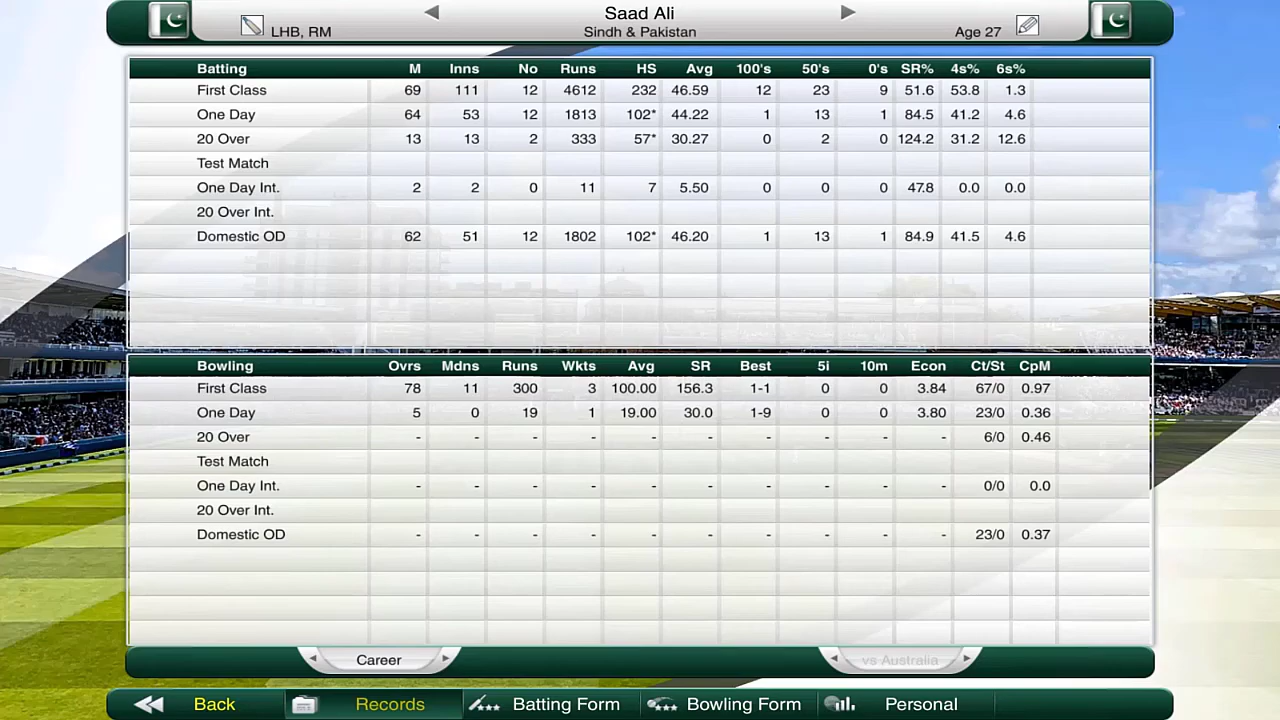 Saad Ali
LHB, RM Sindh & Pakistan Age 27
Batting M Inns No Runs HS Avg 100's 50's 0's SR% 4s% 6s%
First Class 69 111 12 4612 232 46.59 12 23 9 51.6 53.8 1.3
One Day 64 53 12 1813 102* 44.22 1 13 1 84.5 41.2 4.6
20 Over 13 13 2 333 57* 30.27 0 2 0 124.2 31.2 12.6
Test Match
One Day Int. 2 2 0 11 7 5.50 0 0 0 47.8 0.0 0.0
20 Over Int.
Domestic OD 62 51 12 1802 102* 46.20 1 13 1 84.9 41.5 4.6
Bowling Ovrs Mdns Runs Wkts Avg SR Best 5i 10m Econ Ct/St CpM
First Class 78 11 300 3 100.00 156.3 1-1 0 0 3.84 67/0 0.97
One Day 5 0 19 1 19.00 30.0 1-9 0 0 3.80 23/0 0.36
20 Over - - - - - - - - - - 6/0 0.46
Test Match
One Day Int. - - - - - - - - - - 0/0 0.0
20 Over Int.
Domestic OD - - - - - - - - - - 23/0 0.37
Career vs Australia
Back Records Batting Form Bowling Form Personal